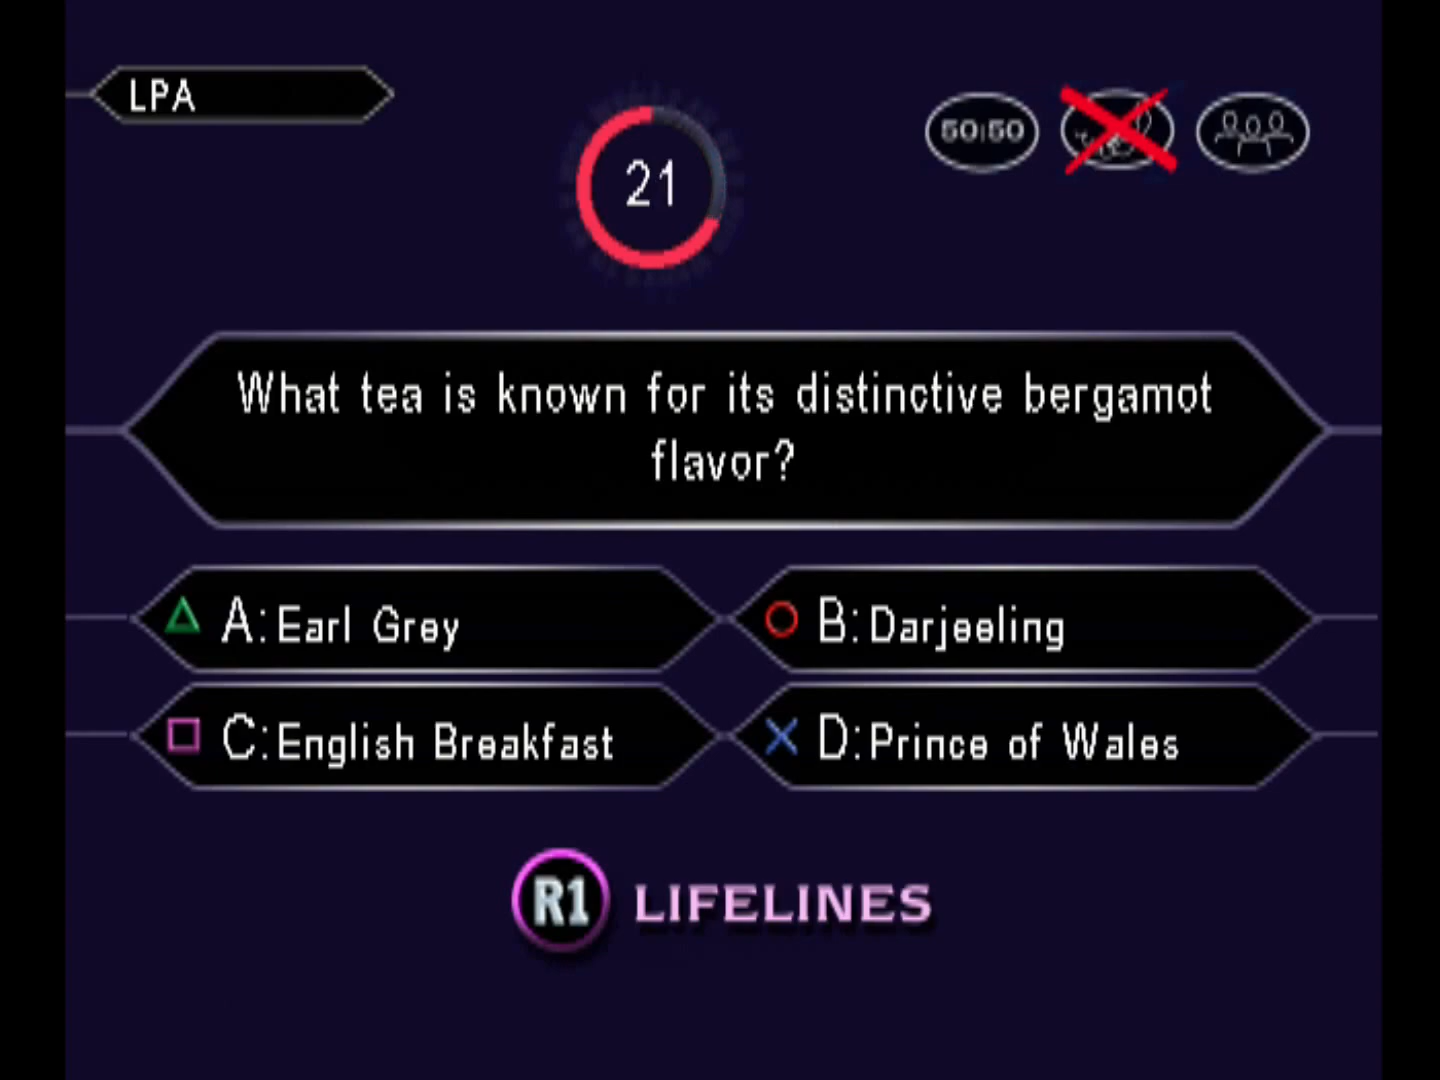 LPA
21
50:50
What tea is known for its distinctive bergamot
flavor?
A: Earl Grey
B: Darjeeling
C: English Breakfast
D: Prince of Wales
R1 LIFELINES